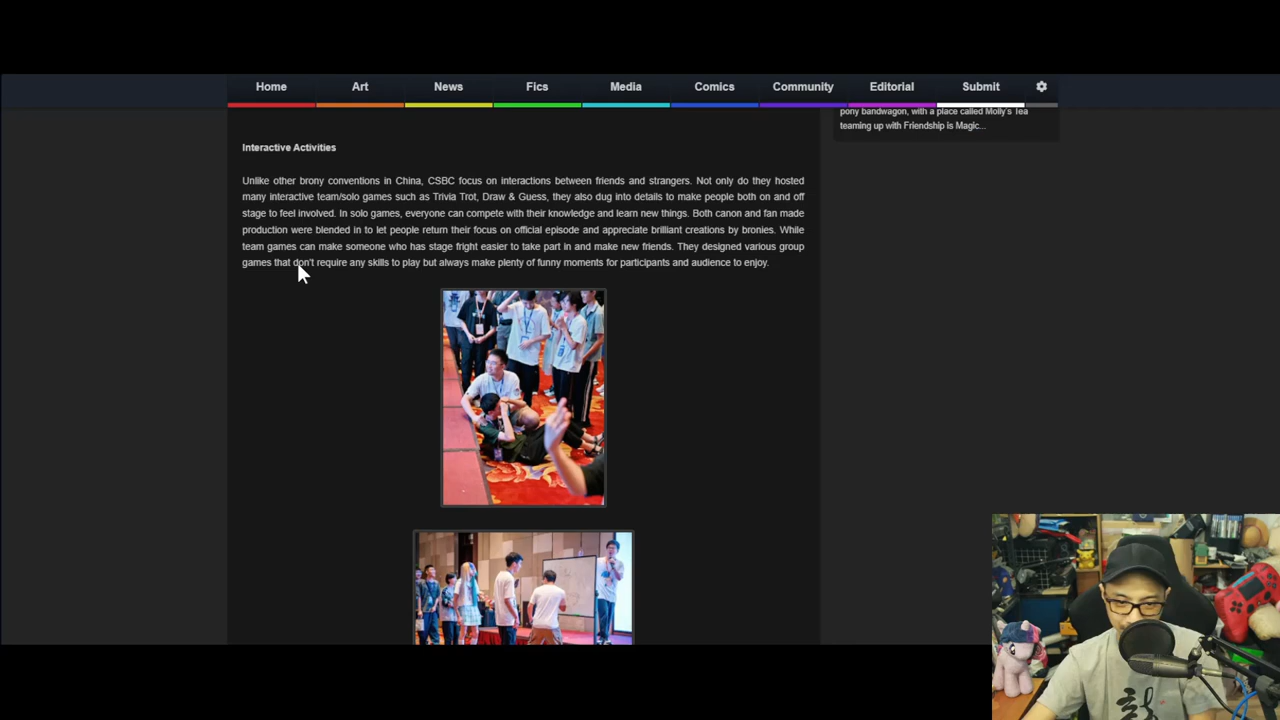 Home Art News Fics Media Comics Community Editorial Submit
pony bandwagon, with a place called Molly's Tea
teaming up with Friendship is Magic...
Interactive Activities
Unlike other brony conventions in China, CSBC focus on interactions between friends and strangers. Not only do they hosted
many interactive team/solo games such as Trivia Trot, Draw & Guess, they also dug into details to make people both on and off
stage to feel involved. In solo games, everyone can compete with their knowledge and learn new things. Both canon and fan made
production were blended in to let people return their focus on official episode and appreciate brilliant creations by bronies. While
team games can make someone who has stage fright easier to take part in and make new friends. They designed various group
games that don't require any skills to play but always make plenty of funny moments for participants and audience to enjoy.